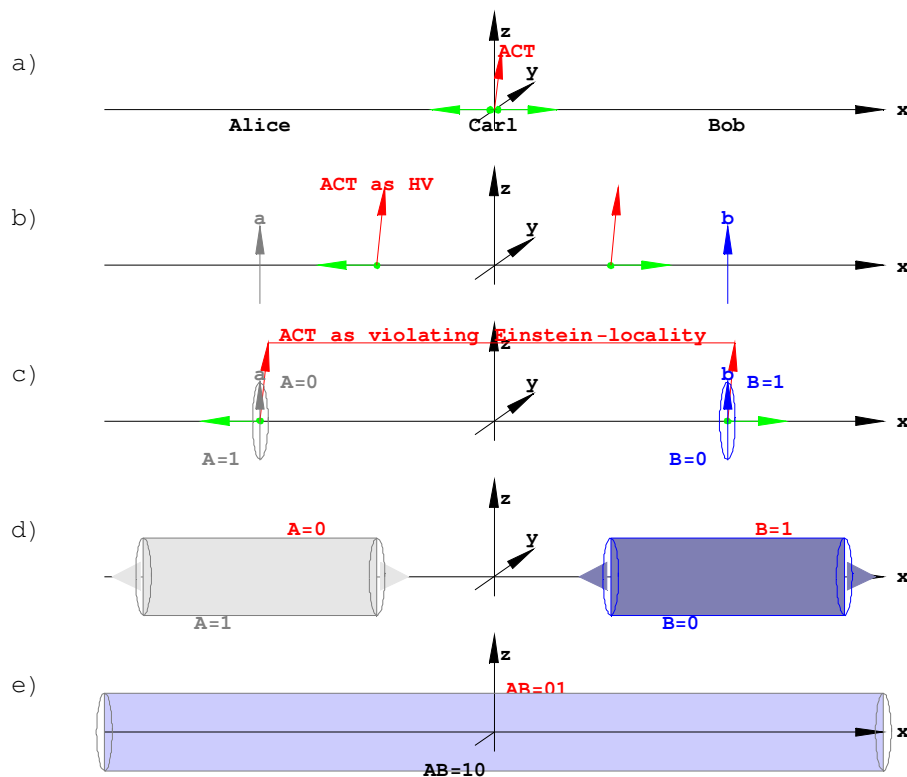 a)
z
ACT
y
x
Alice
Carl
Bob
b)
ACT as HV
z
a
y
b
x
c)
ACT as violating Einstein-locality
z
a
A=0
y
b
B=1
x
A=1
B=0
d)
z
A=0
y
B=1
x
A=1
B=0
e)
z
AB=01
x
AB=10